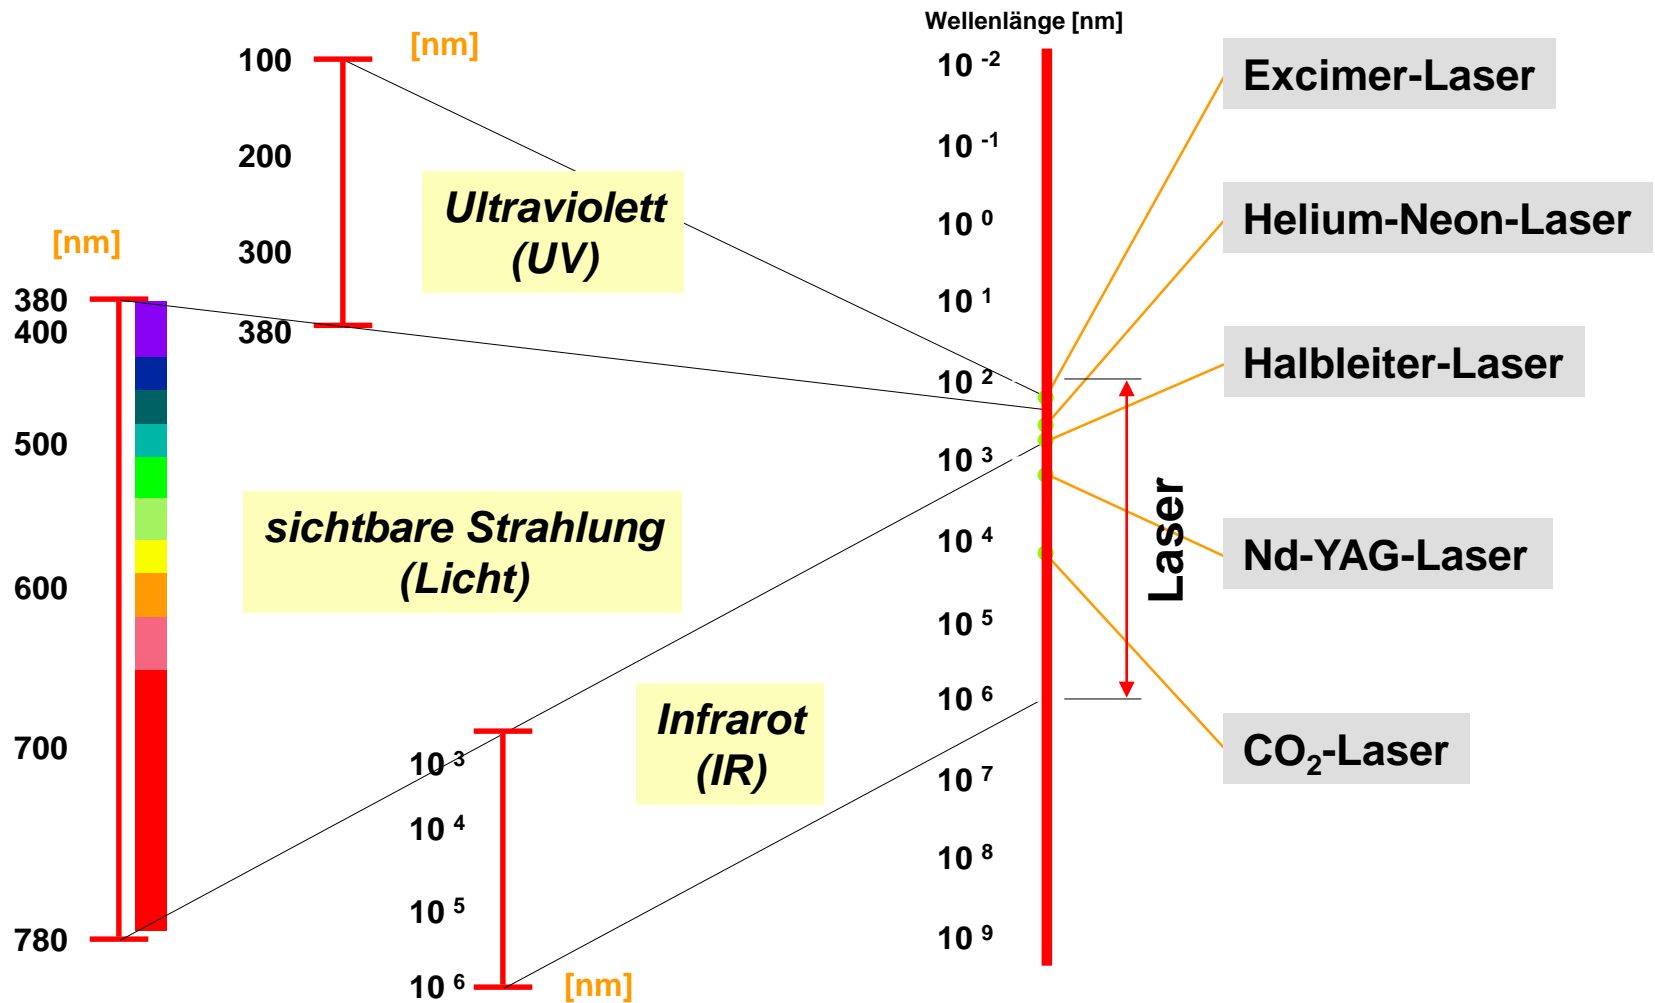 Wellenlänge [nm]
[nm]
100
200
300
380
Ultraviolett
(UV)
[nm]
380
400
500
600
700
780
sichtbare Strahlung
(Licht)
Infrarot
(IR)
10 3
10 4
10 5
10 6
[nm]
10 -2
10 -1
10 0
10 1
10 2
10 3
10 4
10 5
10 6
10 7
10 8
10 9
Laser
Excimer-Laser
Helium-Neon-Laser
Halbleiter-Laser
Nd-YAG-Laser
CO₂-Laser